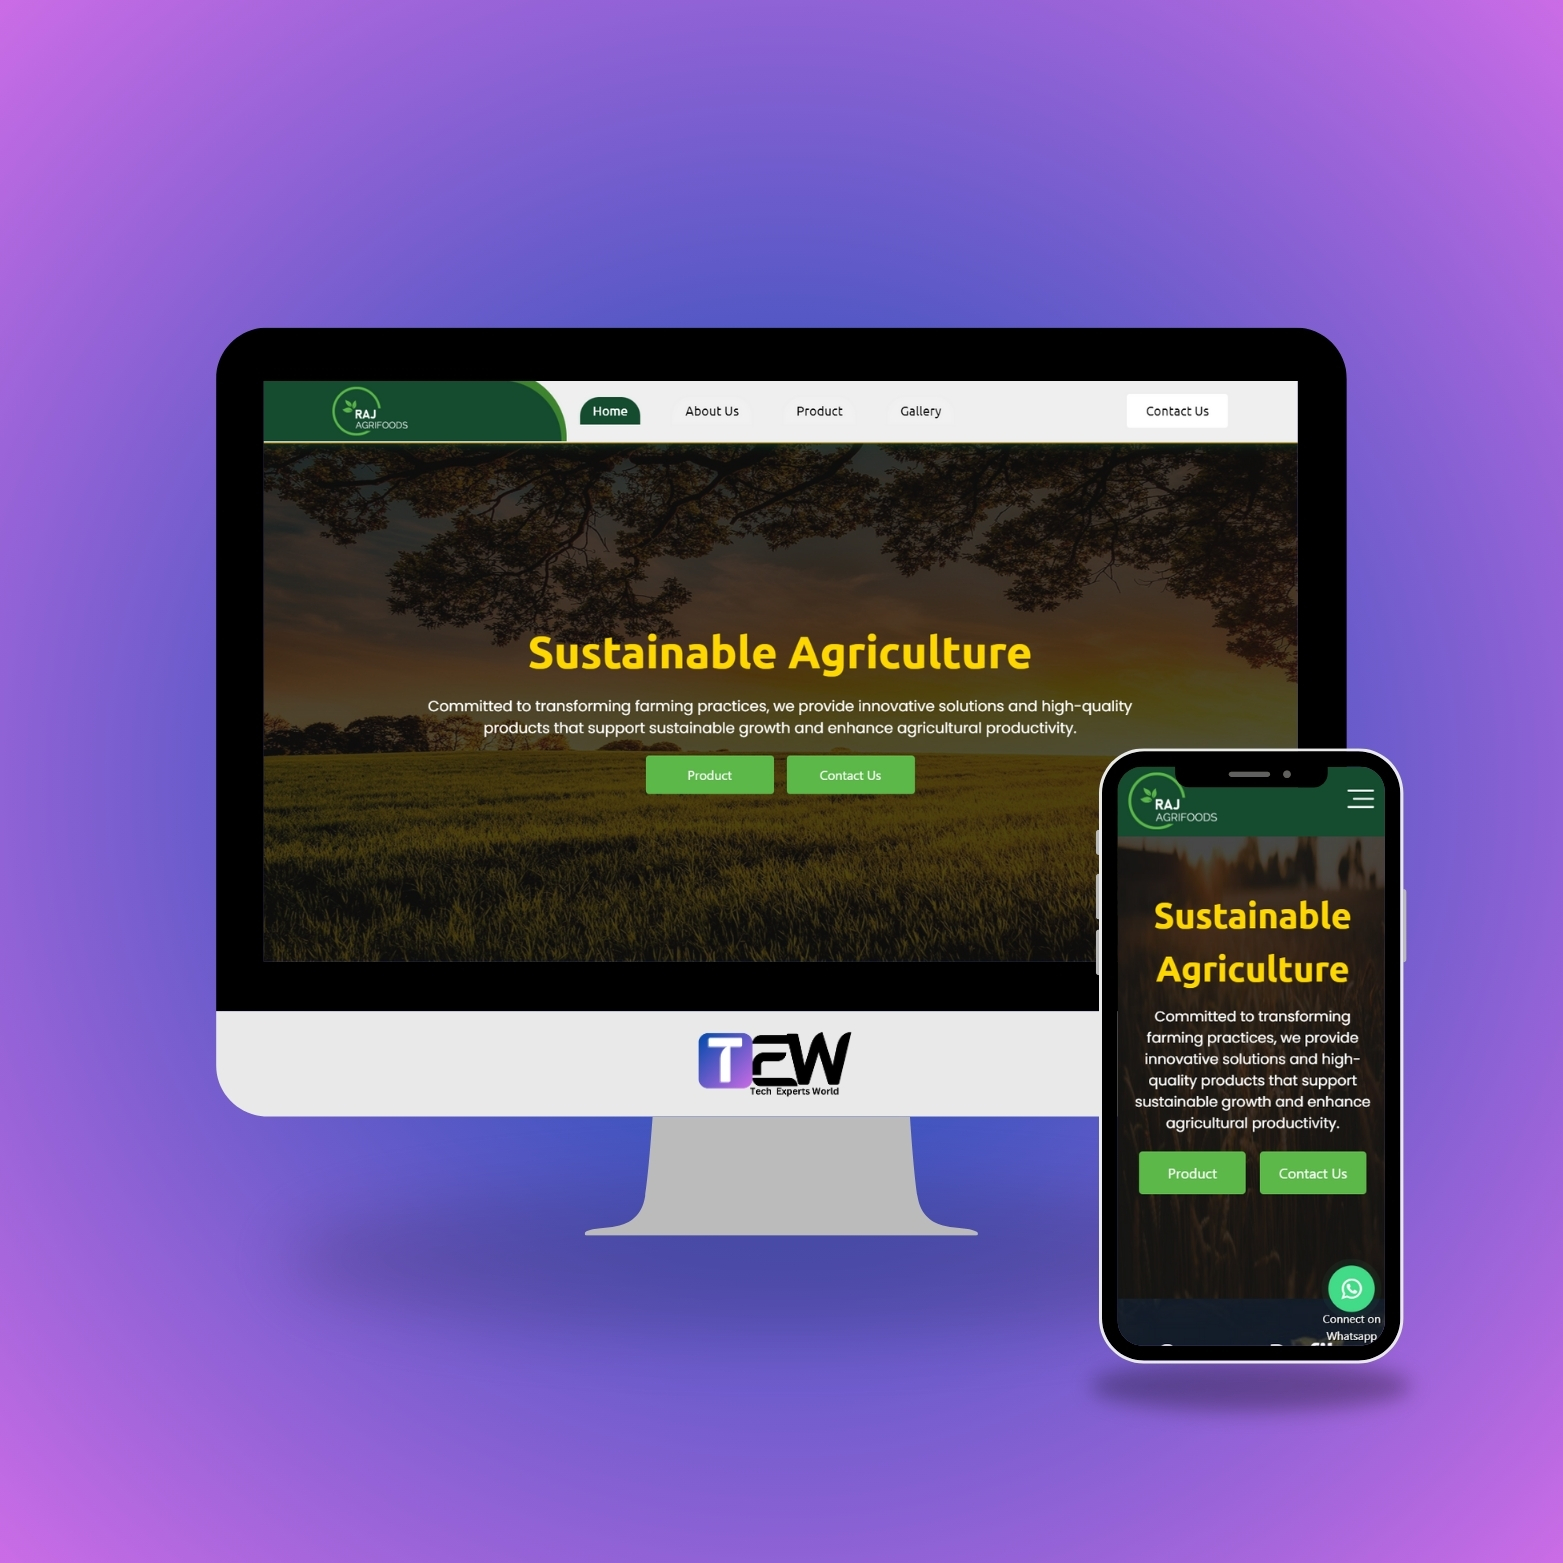 RAJ
AGRIFOODS
Home
About Us
Product
Gallery
Contact Us
Sustainable Agriculture
Committed to transforming farming practices, we provide innovative solutions and high-quality
products that support sustainable growth and enhance agricultural productivity.
Product
Contact Us
TEW
Tech Experts World
RAJ
AGRIFOODS
Sustainable
Agriculture
Committed to transforming
farming practices, we provide
innovative solutions and high-
quality products that support
sustainable growth and enhance
agricultural productivity.
Product
Contact Us
Connect on
Whatsapp